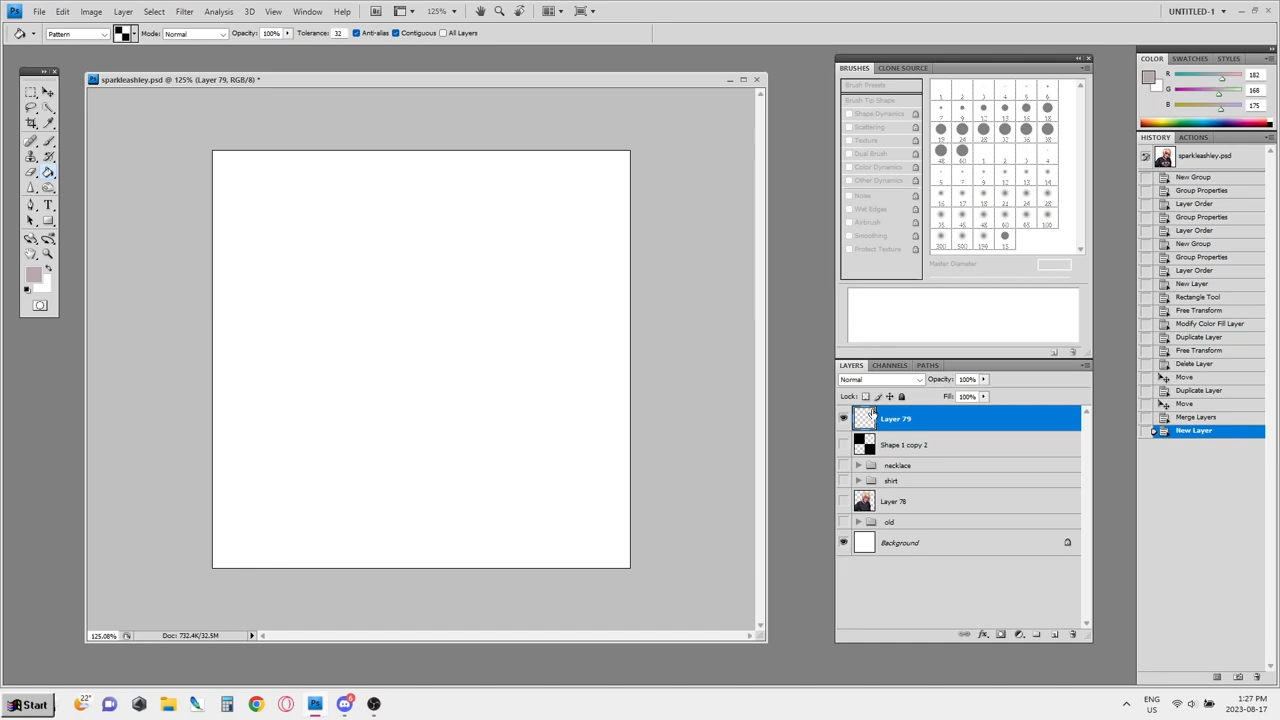 Ps File Edit Image Layer Select Filter Analysis 3D View Window Help 125% UNTITLED-1
Pattern Mode: Normal Opacity: 100% Tolerance: 32 Anti-alias Contiguous All Layers
sparkleashley.psd @ 125% (Layer 79, RGB/8) *
BRUSHES CLONE SOURCE
Brush Presets
Brush Tip Shape
Shape Dynamics
Scattering
Texture
Dual Brush
Color Dynamics
Other Dynamics
Noise
Wet Edges
Airbrush
Smoothing
Protect Texture
Master Diameter
COLOR SWATCHES STYLES
R 182
G 168
B 175
HISTORY ACTIONS
sparkleashley.psd
New Group
Group Properties
Layer Order
Group Properties
Layer Order
New Group
Group Properties
Layer Order
New Layer
Rectangle Tool
Free Transform
Modify Color Fill Layer
Duplicate Layer
Free Transform
Delete Layer
Move
Duplicate Layer
Move
Merge Layers
New Layer
LAYERS CHANNELS PATHS
Normal Opacity: 100%
Lock: Fill: 100%
Layer 79
Shape 1 copy 2
necklace
shirt
Layer 78
old
Background
125.08% Doc: 732.4K/32.5M
Start 22° Ps 6 ENG
US 1:27 PM
2023-08-17